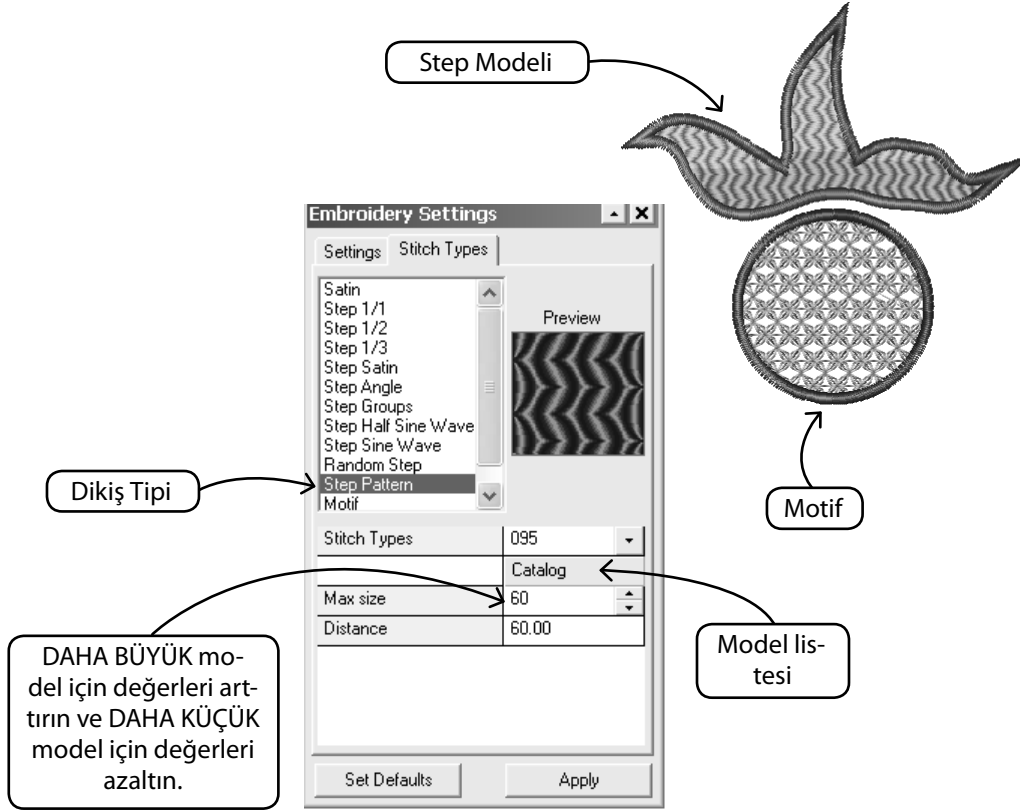 Step Modeli
Embroidery Settings
Settings Stitch Types
Satin
Step 1/1
Step 1/2
Step 1/3
Step Satin
Step Angle
Step Groups
Step Half Sine Wave
Step Sine Wave
Random Step
Step Pattern
Motif
Preview
Dikiş Tipi
Motif
Stitch Types 095
Catalog
Max size 60
Distance 60.00
DAHA BÜYÜK mo-
del için değerleri art-
tırın ve DAHA KÜÇÜK
model için değerleri
azaltın.
Model lis-
tesi
Set Defaults Apply